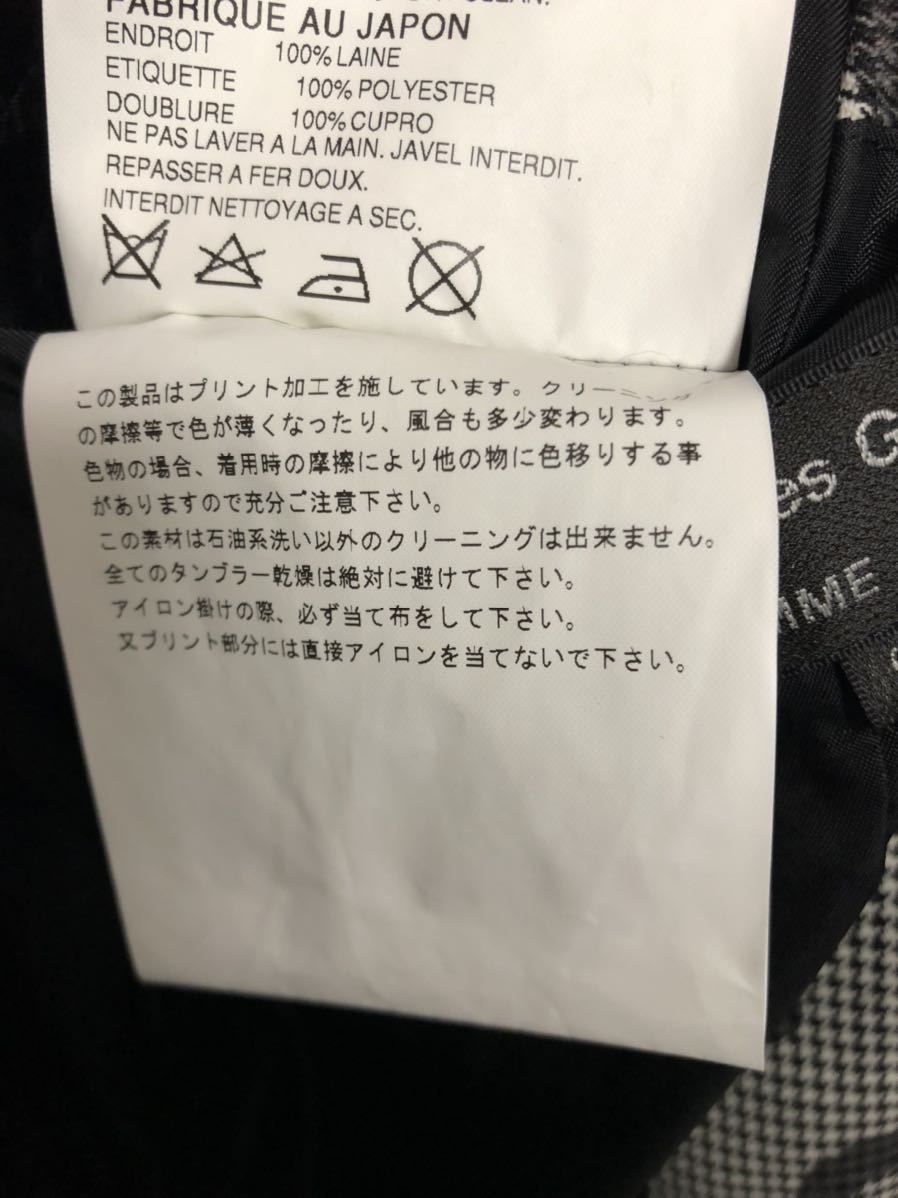 CLEAN.
FABRIQUE AU JAPON
ENDROIT 100% LAINE
ETIQUETTE 100% POLYESTER
DOUBLURE 100% CUPRO
NE PAS LAVER A LA MAIN. JAVEL INTERDIT.
REPASSER A FER DOUX.
INTERDIT NETTOYAGE A SEC.
この製品はプリント加工を施しています。クリーニング
の摩擦等で色が薄くなったり、風合も多少変わります。
色物の場合、着用時の摩擦により他の物に色移りする事
がありますので充分ご注意下さい。
この素材は石油系洗い以外のクリーニングは出来ません。
全てのタンブラー乾燥は絶対に避けて下さい。
アイロン掛けの際、必ず当て布をして下さい。
又プリント部分には直接アイロンを当てないで下さい。
es G
MME